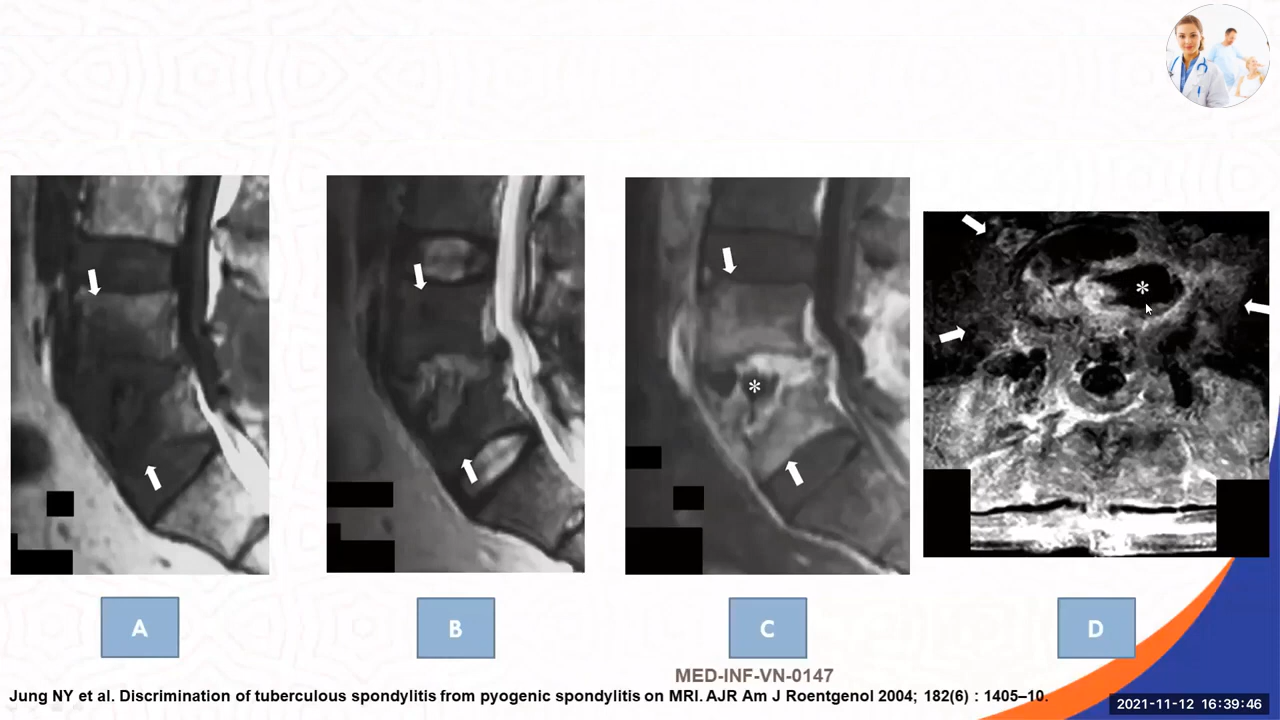 *
*
A
B
C
D
MED-INF-VN-0147
Jung NY et al. Discrimination of tuberculous spondylitis from pyogenic spondylitis on MRI. AJR Am J Roentgenol 2004; 182(6) : 1405–10.
2021-11-12 16:39:46